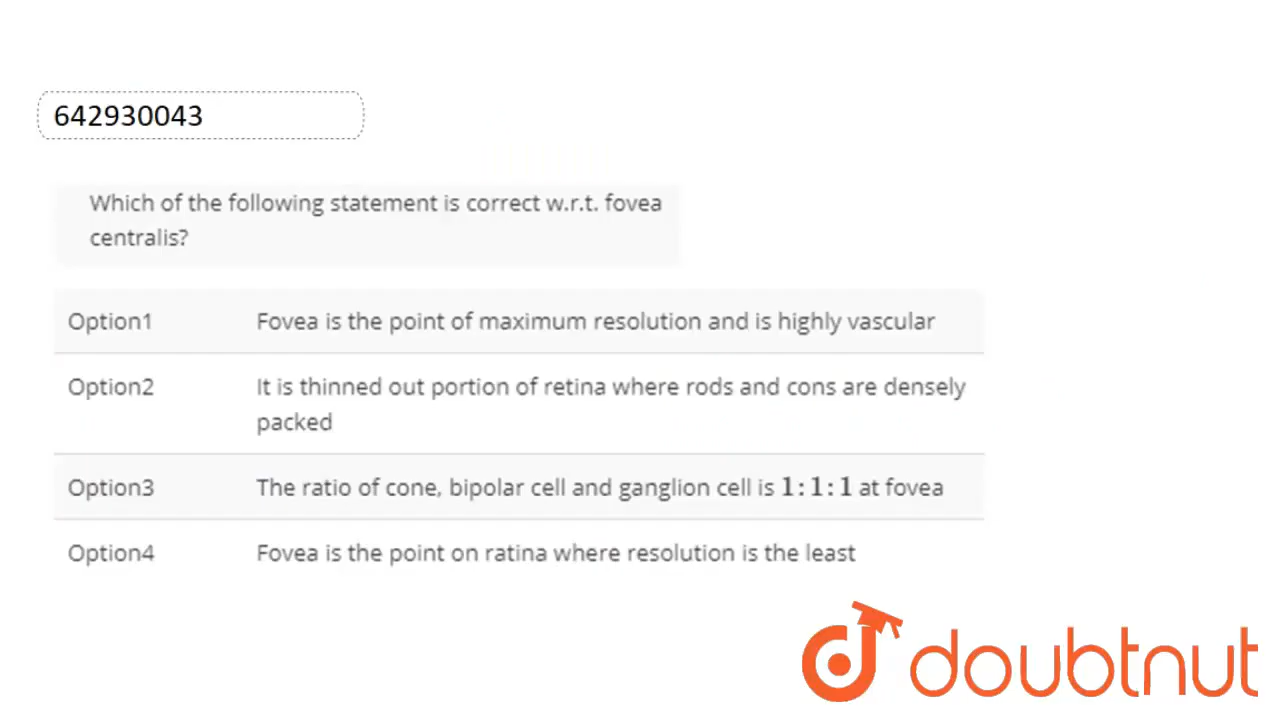 642930043
Which of the following statement is correct w.r.t. fovea
centralis?
Option1 Fovea is the point of maximum resolution and is highly vascular
Option2 It is thinned out portion of retina where rods and cons are densely
packed
Option3 The ratio of cone, bipolar cell and ganglion cell is 1 : 1 : 1 at fovea
Option4 Fovea is the point on ratina where resolution is the least
doubtnut